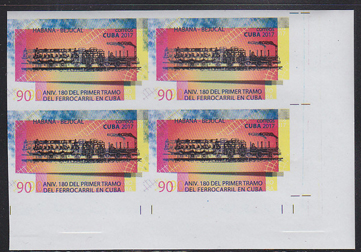 HABANA - BEJUCAL HABANA - BEJUCAL
CUBA 2017 CUBA 2017
90 ANIV. 180 DEL PRIMER TRAMO 90 ANIV. 180 DEL PRIMER TRAMO
DEL FERROCARRIL EN CUBA DEL FERROCARRIL EN CUBA
HABANA - BEJUCAL HABANA - BEJUCAL
CUBA 2017 CUBA 2017
90 ANIV. 180 DEL PRIMER TRAMO 90 ANIV. 180 DEL PRIMER TRAMO
DEL FERROCARRIL EN CUBA DEL FERROCARRIL EN CUBA